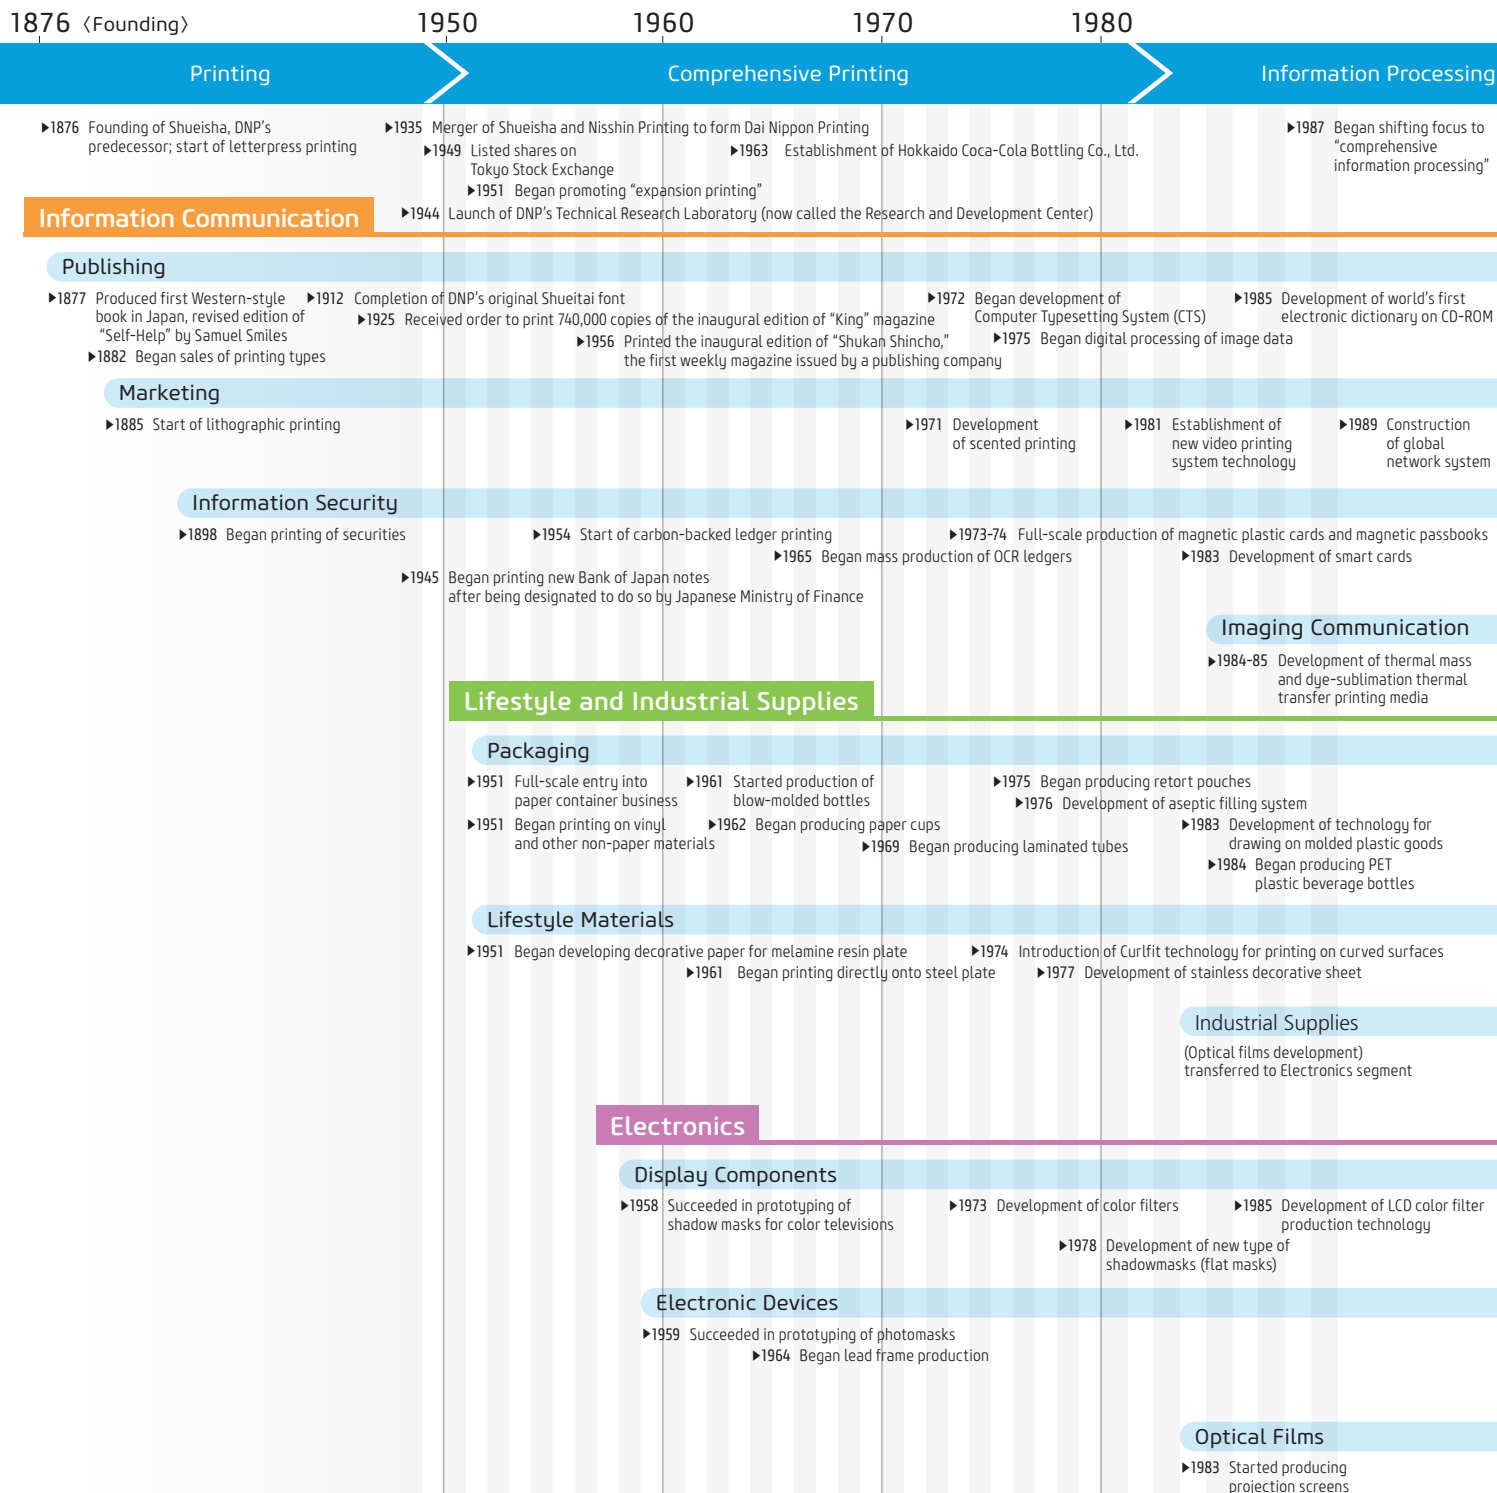 1876 〈Founding〉 1950 1960 1970 1980
Printing Comprehensive Printing Information Processing
▶1876 Founding of Shueisha, DNP's
predecessor; start of letterpress printing
▶1935 Merger of Shueisha and Nisshin Printing to form Dai Nippon Printing
▶1949 Listed shares on
Tokyo Stock Exchange
▶1963 Establishment of Hokkaido Coca-Cola Bottling Co., Ltd.
▶1951 Began promoting “expansion printing”
▶1944 Launch of DNP's Technical Research Laboratory (now called the Research and Development Center)
▶1987 Began shifting focus to
“comprehensive
information processing”
Information Communication
Publishing
▶1877 Produced first Western-style
book in Japan, revised edition of
“Self-Help” by Samuel Smiles
▶1882 Began sales of printing types
▶1912 Completion of DNP's original Shueitai font
▶1925 Received order to print 740,000 copies of the inaugural edition of “King” magazine
▶1956 Printed the inaugural edition of “Shukan Shincho,”
the first weekly magazine issued by a publishing company
▶1972 Began development of
Computer Typesetting System (CTS)
▶1975 Began digital processing of image data
▶1985 Development of world's first
electronic dictionary on CD-ROM
Marketing
▶1885 Start of lithographic printing
▶1971 Development
of scented printing
▶1981 Establishment of
new video printing
system technology
▶1989 Construction
of global
network system
Information Security
▶1898 Began printing of securities
▶1954 Start of carbon-backed ledger printing
▶1973-74 Full-scale production of magnetic plastic cards and magnetic passbooks
▶1965 Began mass production of OCR ledgers
▶1983 Development of smart cards
▶1945 Began printing new Bank of Japan notes
after being designated to do so by Japanese Ministry of Finance
Imaging Communication
▶1984-85 Development of thermal mass
and dye-sublimation thermal
transfer printing media
Lifestyle and Industrial Supplies
Packaging
▶1951 Full-scale entry into
paper container business
▶1951 Began printing on vinyl
and other non-paper materials
▶1961 Started production of
blow-molded bottles
▶1962 Began producing paper cups
▶1969 Began producing laminated tubes
▶1975 Began producing retort pouches
▶1976 Development of aseptic filling system
▶1983 Development of technology for
drawing on molded plastic goods
▶1984 Began producing PET
plastic beverage bottles
Lifestyle Materials
▶1951 Began developing decorative paper for melamine resin plate
▶1974 Introduction of Curlfit technology for printing on curved surfaces
▶1961 Began printing directly onto steel plate
▶1977 Development of stainless decorative sheet
Industrial Supplies
(Optical films development)
transferred to Electronics segment
Electronics
Display Components
▶1958 Succeeded in prototyping of
shadow masks for color televisions
▶1973 Development of color filters
▶1985 Development of LCD color filter
production technology
▶1978 Development of new type of
shadowmasks (flat masks)
Electronic Devices
▶1959 Succeeded in prototyping of photomasks
▶1964 Began lead frame production
Optical Films
▶1983 Started producing
projection screens